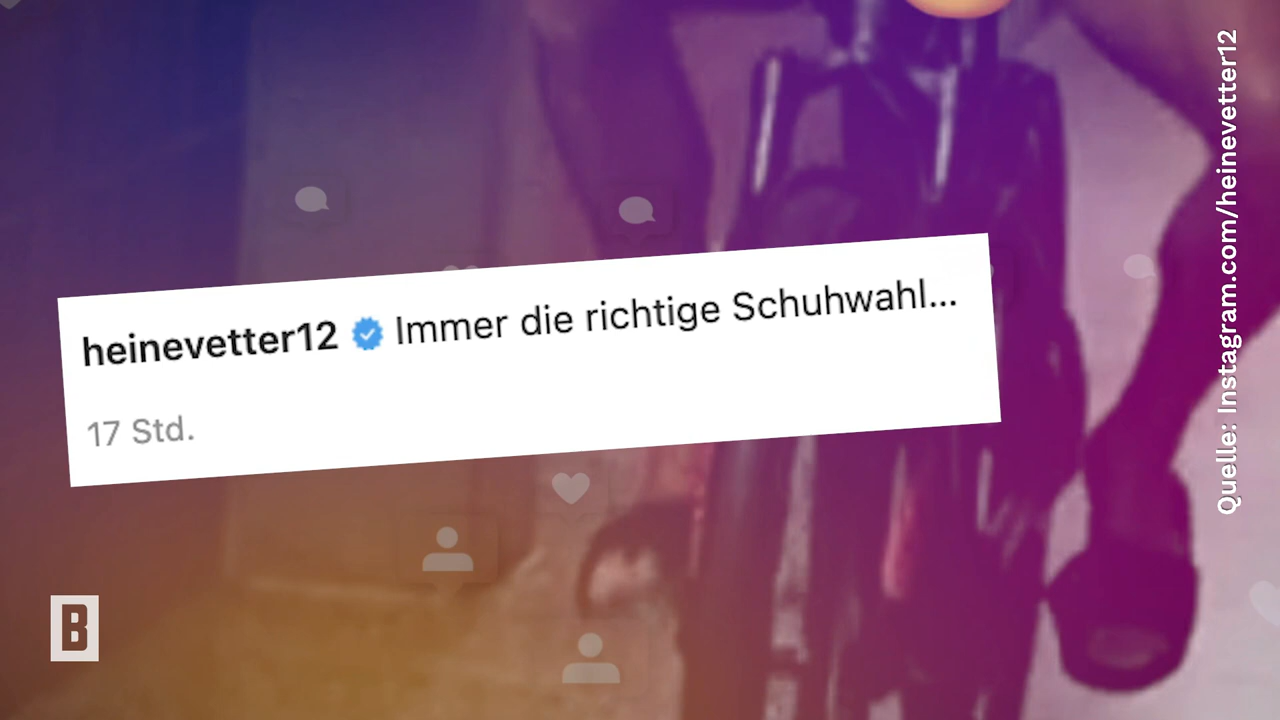 heinevetter12 Immer die richtige Schuhwahl...
17 Std.
Quelle: Instagram.com/heinevetter12
B